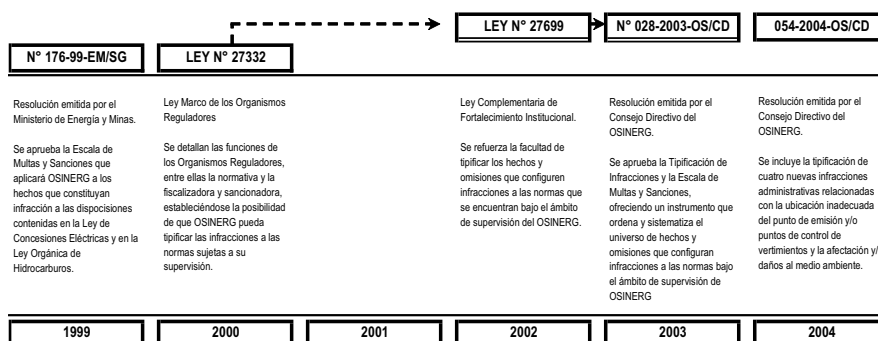 LEY N° 27699
N° 028-2003-OS/CD
054-2004-OS/CD
N° 176-99-EM/SG
LEY N° 27332
Resolución emitida por el
Ministerio de Energía y Minas.
Se aprueba la Escala de
Multas y Sanciones que
aplicará OSINERG a los
hechos que constituyan
infracción a las dispocisiones
contenidas en la Ley de
Concesiones Eléctricas y en la
Ley Orgánica de
Hidrocarburos.
Ley Marco de los Organismos
Reguladores
Se detallan las funciones de
los Organismos Reguladores,
entre ellas la normativa y la
fiscalizadora y sancionadora,
estableciéndose la posibilidad
de que OSINERG pueda
tipificar las infracciones a las
normas sujetas a su
supervisión.
Ley Complementaria de
Fortalecimiento Institucional.
Se refuerza la facultad de
tipificar los hechos y
omisiones que configuren
infracciones a las normas que
se encuentran bajo el ámbito
de supervisión del OSINERG.
Resolución emitida por el
Consejo Directivo del
OSINERG.
Se aprueba la Tipificación de
Infracciones y la Escala de
Multas y Sanciones,
ofreciendo un instrumento que
ordena y sistematiza el
universo de hechos y
omisiones que configuran
infracciones a las normas bajo
el ámbito de supervisión de
OSINERG
Resolución emitida por el
Consejo Directivo del
OSINERG.
Se incluye la tipificación de
cuatro nuevas infracciones
administrativas relacionadas
con la ubicación inadecuada
del punto de emisión y/o
puntos de control de
vertimientos y la afectación y/
daños al medio ambiente.
1999
2000
2001
2002
2003
2004